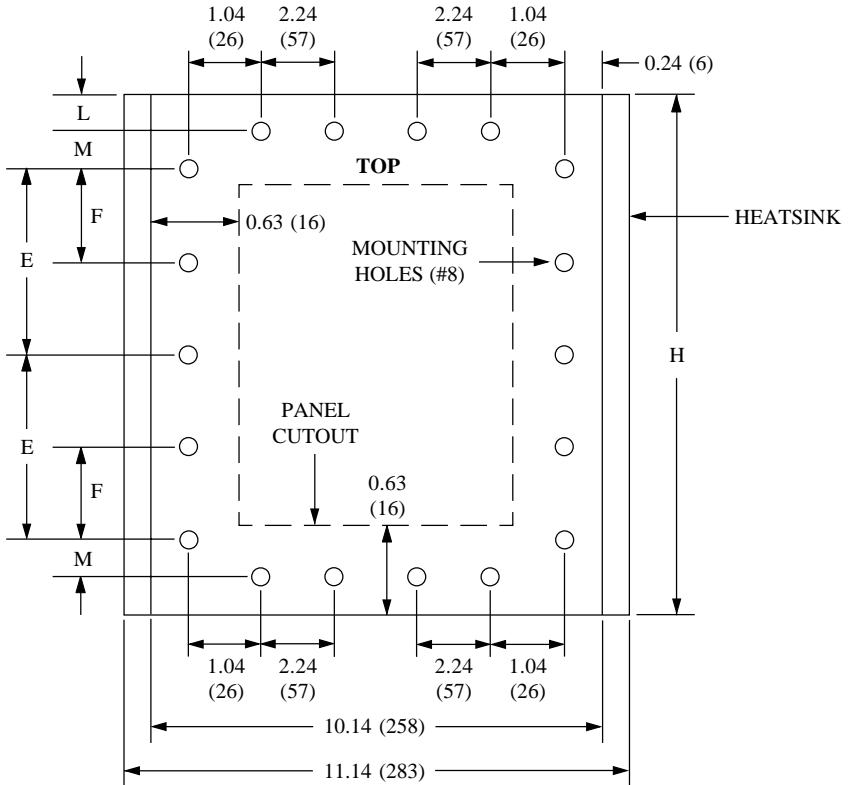 1.04
(26)
2.24
(57)
2.24
(57)
1.04
(26)
0.24 (6)
L
M
TOP
F
0.63 (16)
HEATSINK
E
MOUNTING
HOLES (#8)
H
PANEL
CUTOUT
E
0.63
(16)
F
M
1.04
(26)
2.24
(57)
2.24
(57)
1.04
(26)
10.14 (258)
11.14 (283)